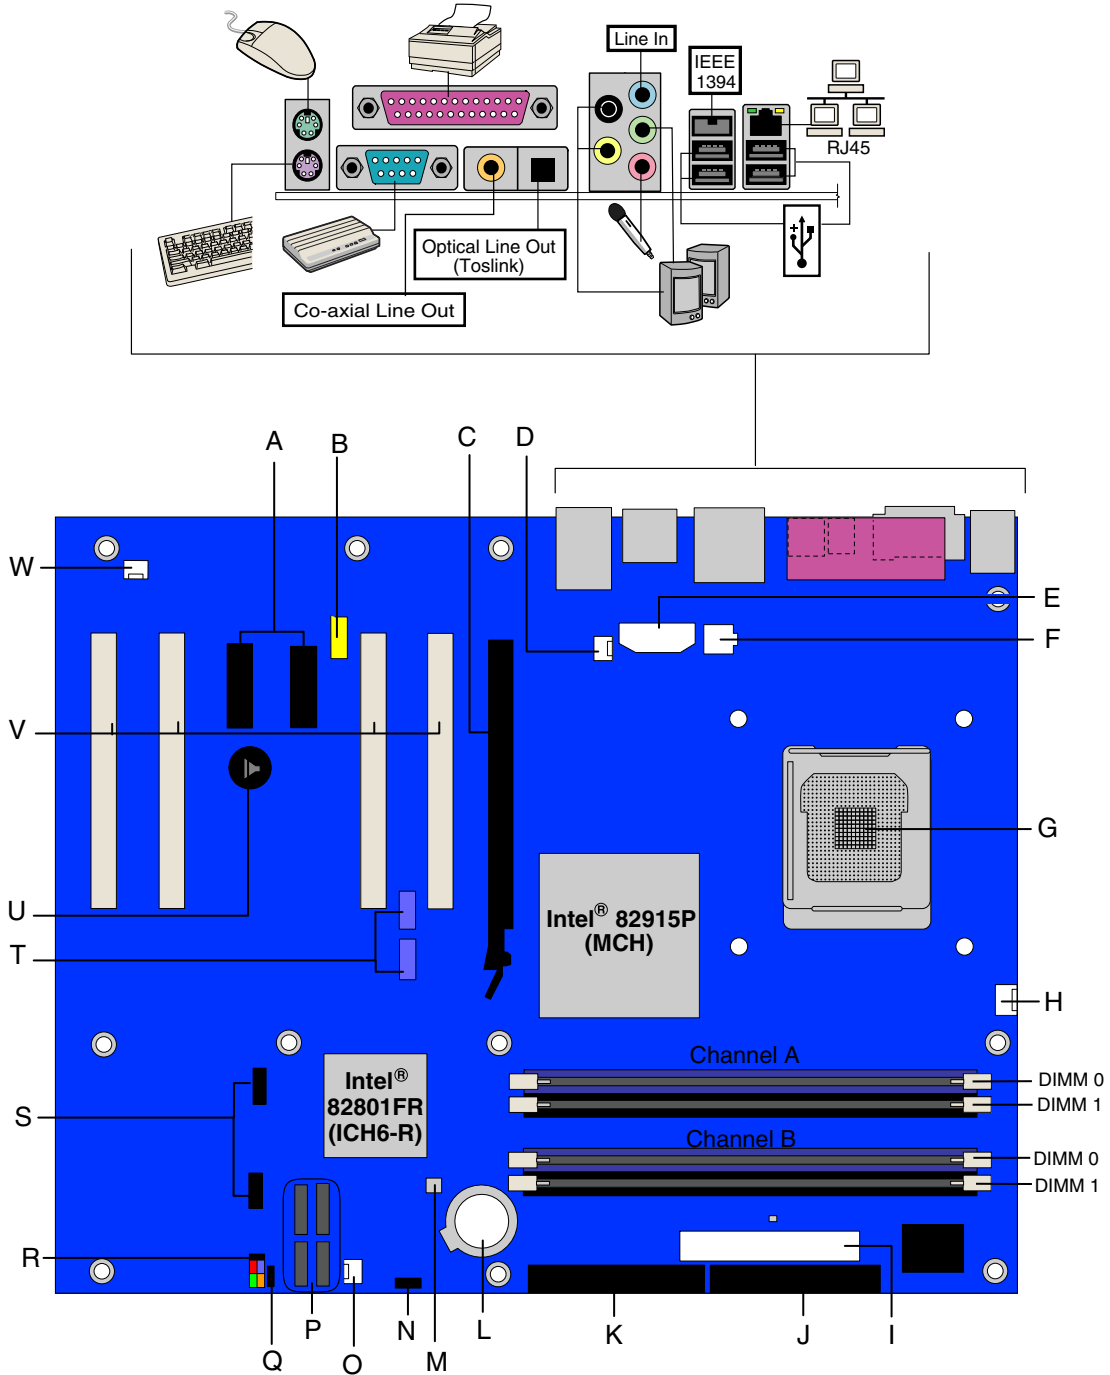 Line In
IEEE
1394
RJ45
Optical Line Out
(Toslink)
Co-axial Line Out
A
B
C
D
W
E
F
V
G
U
Intel® 82915P
(MCH)
T
H
Channel A
Intel®
82801FR
(ICH6-R)
DIMM 0
DIMM 1
S
Channel B
DIMM 0
DIMM 1
R
Q
P
O
N
M
L
K
J
I